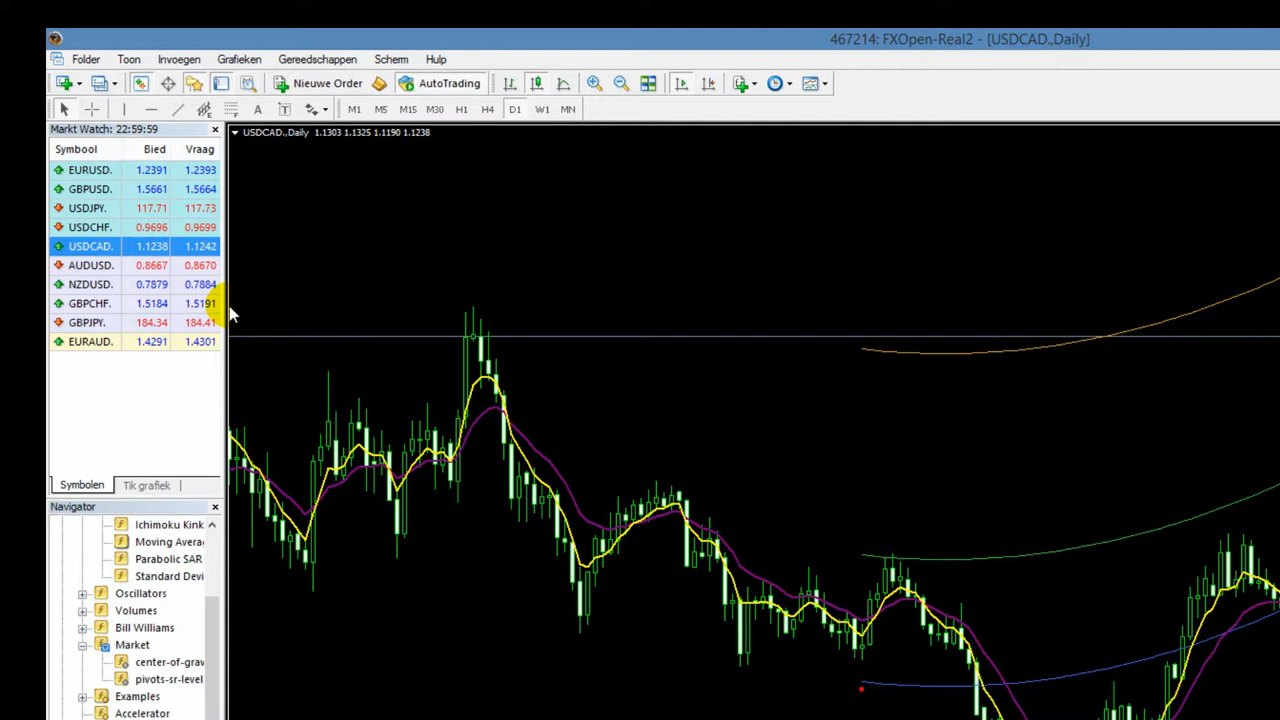 467214: FXOpen-Real2 - [USDCAD.,Daily]
Folder Toon Invoegen Grafieken Gereedschappen Scherm Help
Nieuwe Order AutoTrading
A T M1 M5 M15 M30 H1 H4 D1 W1 MN
Markt Watch: 22:59:59
USDCAD.,Daily 1.1303 1.1325 1.1190 1.1238
Symbool Bied Vraag
EURUSD. 1.2391 1.2393
GBPUSD. 1.5661 1.5664
USDJPY. 117.71 117.73
USDCHF. 0.9696 0.9699
USDCAD. 1.1238 1.1242
AUDUSD. 0.8667 0.8670
NZDUSD. 0.7879 0.7884
GBPCHF. 1.5184 1.5191
GBPJPY. 184.34 184.41
EURAUD. 1.4291 1.4301
Symbolen Tik grafiek
Navigator
Ichimoku Kink
Moving Avera
Parabolic SAR
Standard Devi
Oscillators
Volumes
Bill Williams
Market
center-of-grav
pivots-sr-level
Examples
Accelerator